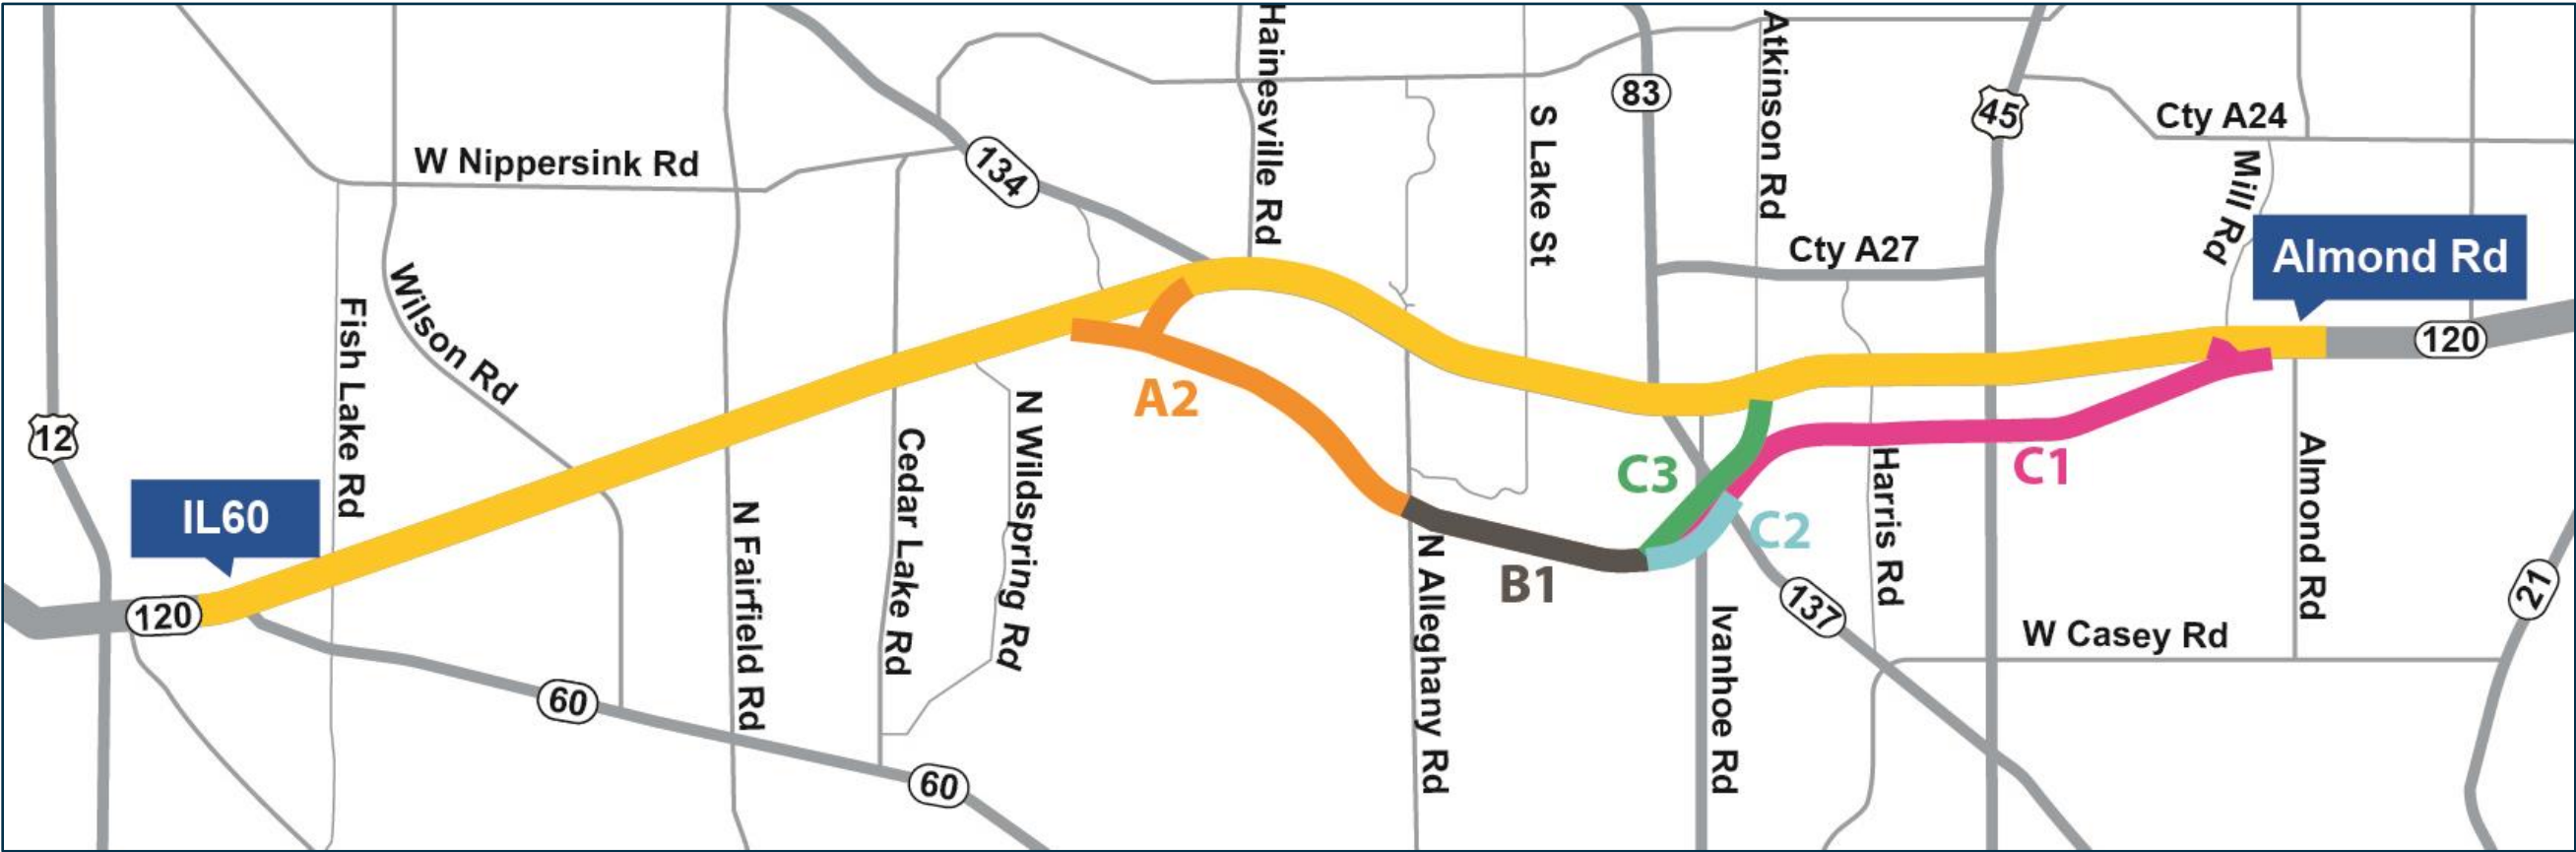 Hainesville Rd
Atkinson Rd
83
45
S Lake St
Cty A24
W Nippersink Rd
134
Mill Rd
Cty A27
Almond Rd
Wilson Rd
Fish Lake Rd
120
A2
12
N Wildspring Rd
Cedar Lake Rd
C3
C1
Harris Rd
Almond Rd
IL60
N Fairfield Rd
C2
B1
N Alleghany Rd
137
21
120
Ivanhoe Rd
W Casey Rd
60
60